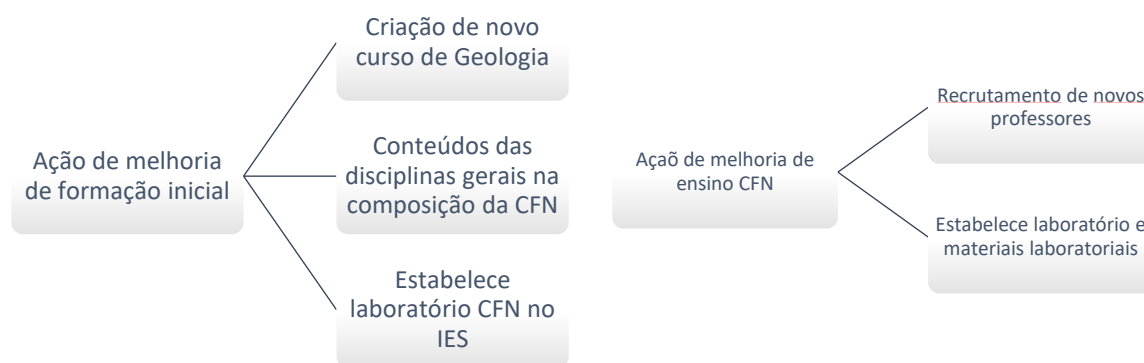 Ação de melhoria
de formação inicial
Criação de novo
curso de Geologia
Conteúdos das
disciplinas gerais na
composição da CFN
Estabelece
laboratório CFN no
IES
Açaõ de melhoria de
ensino CFN
Recrutamento de novos
professores
Estabelece laboratório e
materiais laboratoriais